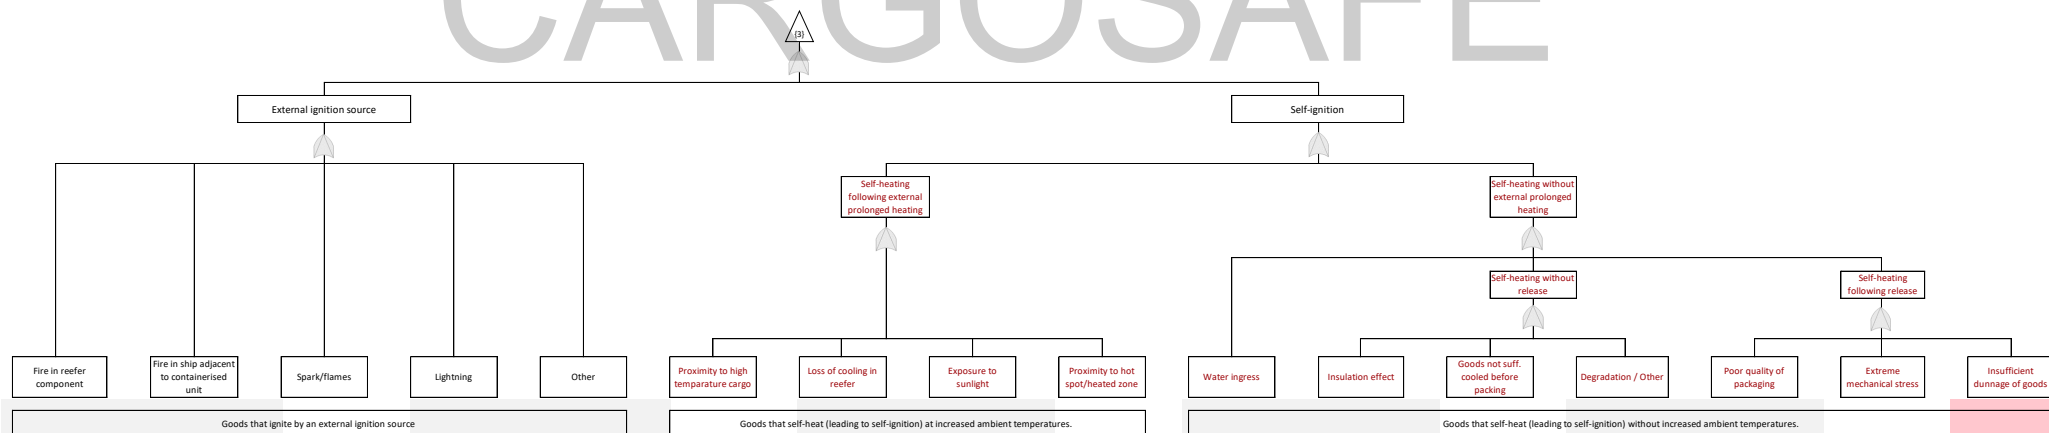 CARGOSAFE
{3}
External ignition source
Self-ignition
Self-heating
following external
prolonged heating
Self-heating without
external prolonged
heating
Self-heating without
release
Self-heating
following release
Fire in reefer
component
Fire in ship adjacent
to containerised
unit
Spark/flames
Lightning
Other
Proximity to high
temparature cargo
Loss of cooling in
reefer
Exposure to
sunlight
Proximity to hot
spot/heated zone
Water ingress
Insulation effect
Goods not suff.
cooled before
packing
Degradation / Other
Poor quality of
packaging
Extreme
mechanical stress
Insufficient
dunnage of goods
Goods that ignite by an external ignition source
Goods that self-heat (leading to self-ignition) at increased ambient temperatures.
Goods that self-heat (leading to self-ignition) without increased ambient temperatures.